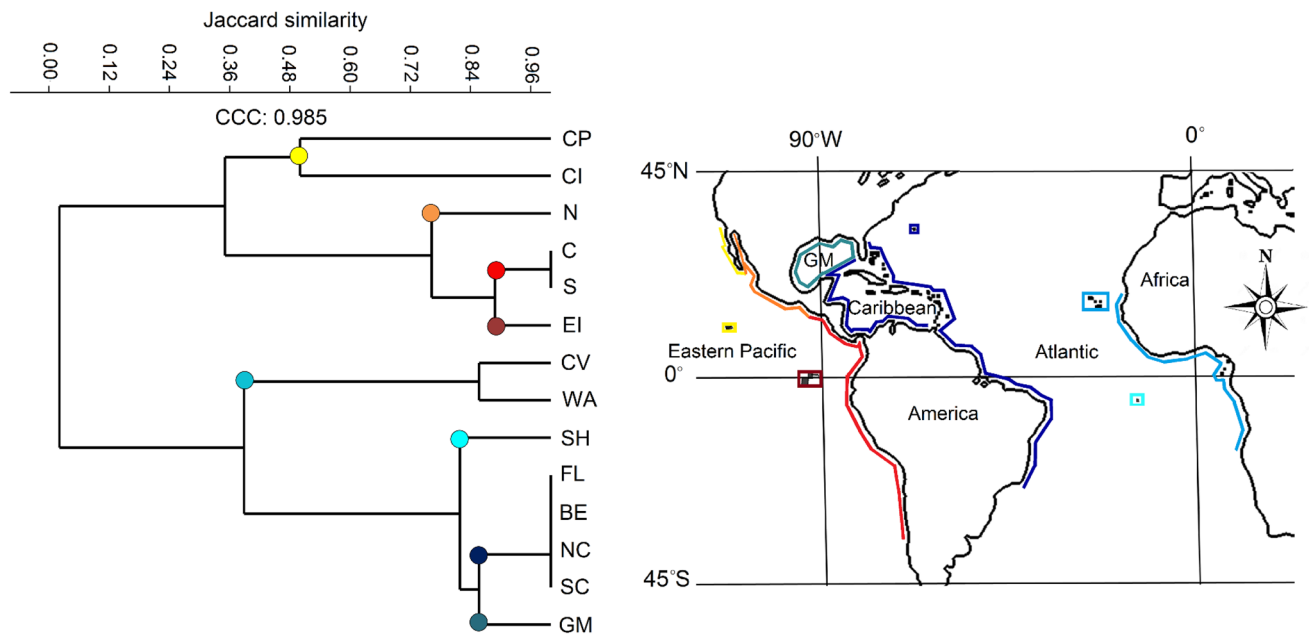 Jaccard similarity
0.00
0.12
0.24
0.36
0.48
0.60
0.72
0.84
0.96
CCC: 0.985
CP
CI
N
C
S
EI
CV
WA
SH
FL
BE
NC
SC
GM
90°W
0°
45°N
GM
N
Africa
Caribbean
Eastern Pacific
Atlantic
0°
America
45°S